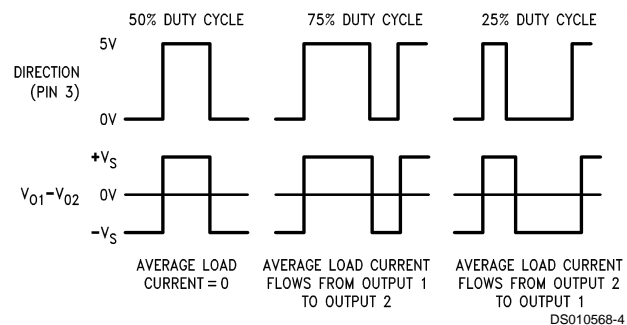 50% DUTY CYCLE
75% DUTY CYCLE
25% DUTY CYCLE
5V
DIRECTION
(PIN 3)
0V
+VS
VO1−VO2
0V
−VS
AVERAGE LOAD
CURRENT = 0
AVERAGE LOAD CURRENT
FLOWS FROM OUTPUT 1
TO OUTPUT 2
AVERAGE LOAD CURRENT
FLOWS FROM OUTPUT 2
TO OUTPUT 1
DS010568-4